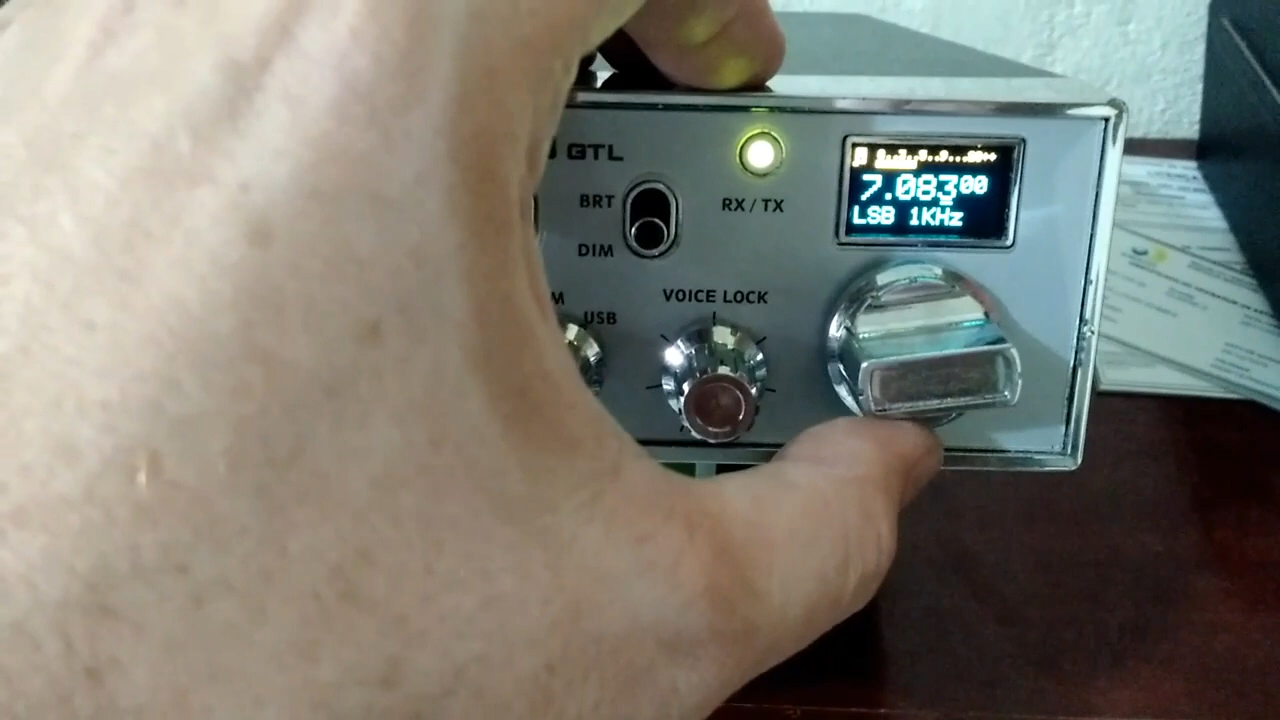 GTL
BRT
RX / TX
7.08300
LSB 1KHz
DIM
VOICE LOCK
M
USB